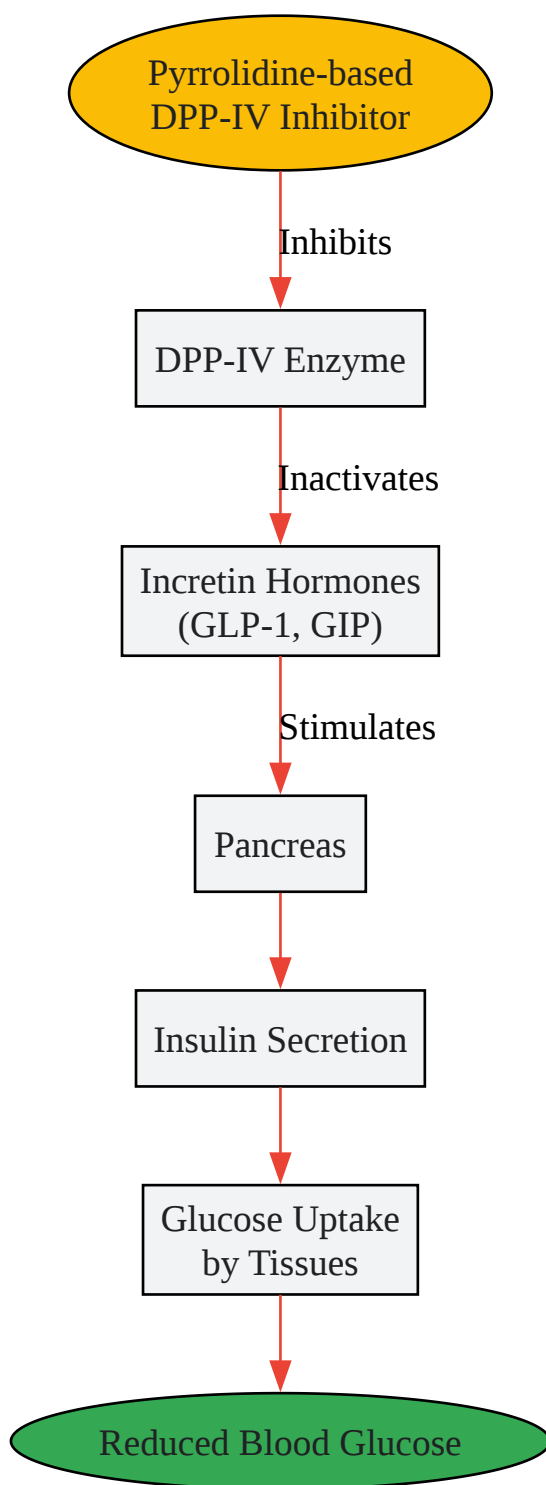 Pyrrolidine-based
DPP-IV Inhibitor
Inhibits
DPP-IV Enzyme
Inactivates
Incretin Hormones
(GLP-1, GIP)
Stimulates
Pancreas
Insulin Secretion
Glucose Uptake
by Tissues
Reduced Blood Glucose